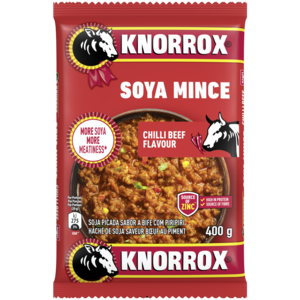 KNORROX®
SOYA MINCE
MORE SOYA
MORE
MEATINESS*
CHILLI BEEF
FLAVOUR
SOURCE
OF
ZINC
HIGH IN PROTEIN
SOURCE OF FIBRE
275
SOJA PICADA SABOR A BIFE COM PIRIPIRI
HACHÉ DE SOJA SAVEUR BŒUF AU PIMENT
400 g
KNORROX®